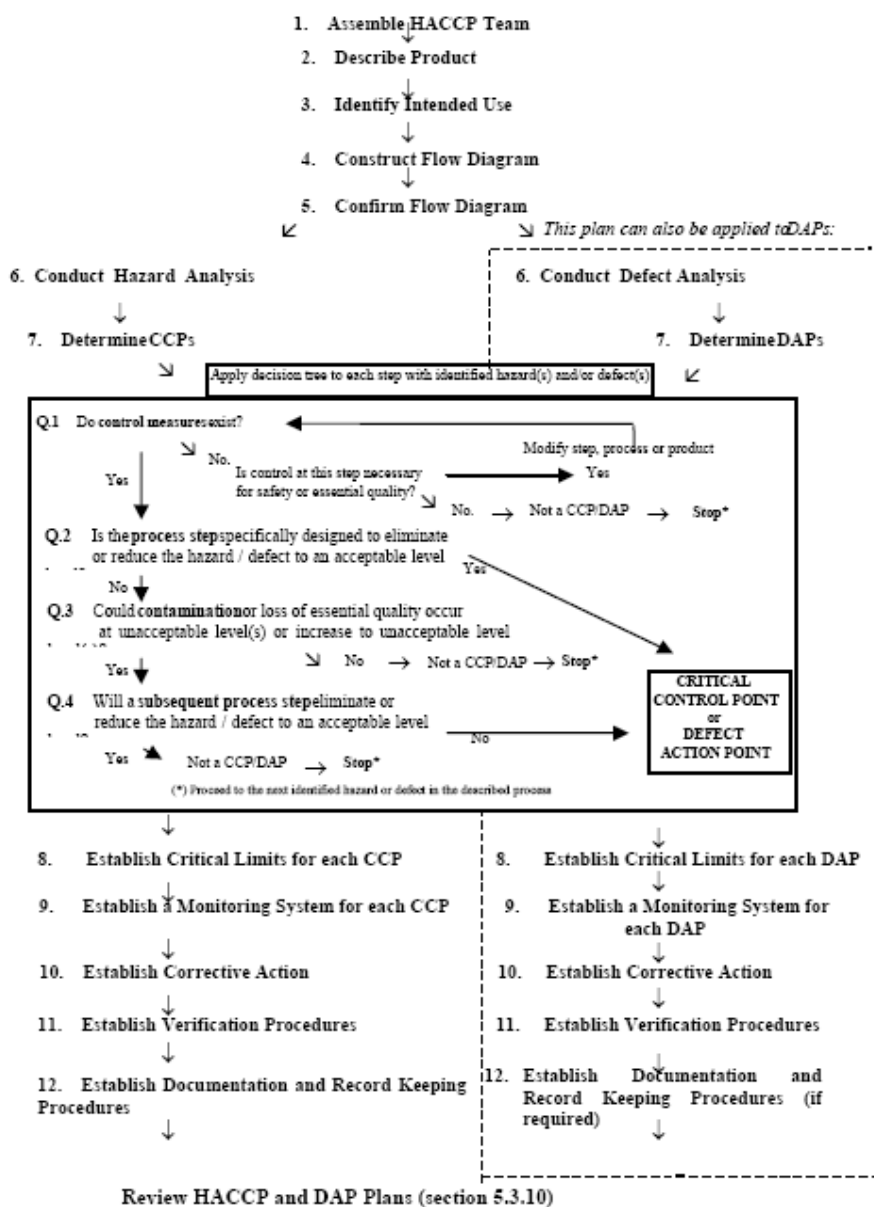 1. Assemble HACCP Team
2. Describe Product
3. Identify Intended Use
4. Construct Flow Diagram
5. Confirm Flow Diagram
This plan can also be applied to DAPs:
6. Conduct Hazard Analysis
6. Conduct Defect Analysis
7. Determine CCPs
7. Determine DAPs
Apply decision tree to each step with identified hazard(s) and/or defect(s)
Q.1 Do control measures exist?
Modify step, process or product
No.
Yes
Is control at this step necessary
for safety or essential quality?
Yes
No. → Not a CCP/DAP → Stop*
Q.2 Is the process step specifically designed to eliminate
or reduce the hazard / defect to an acceptable level
Yes
No
Q.3 Could contamination or loss of essential quality occur
at unacceptable level(s) or increase to unacceptable level
No → Not a CCP/DAP → Stop*
Yes
Q.4 Will a subsequent process step eliminate or
reduce the hazard / defect to an acceptable level
No
CRITICAL
CONTROL POINT
or
DEFECT
ACTION POINT
Yes
Not a CCP/DAP → Stop*
(*) Proceed to the next identified hazard or defect in the described process
8. Establish Critical Limits for each CCP
8. Establish Critical Limits for each DAP
9. Establish a Monitoring System for each CCP
9. Establish a Monitoring System for
each DAP
10. Establish Corrective Action
10. Establish Corrective Action
11. Establish Verification Procedures
11. Establish Verification Procedures
12. Establish Documentation and Record Keeping
Procedures
12. Establish Documentation and
Record Keeping Procedures (if
required)
Review HACCP and DAP Plans (section 5.3.10)